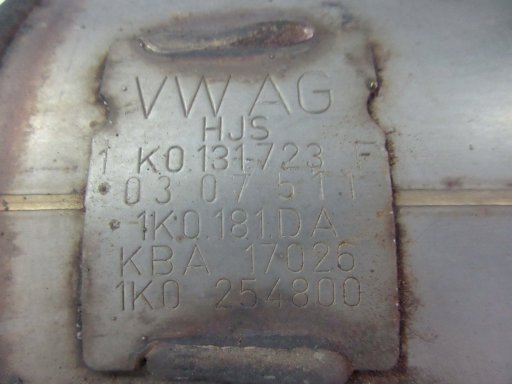 VW AG
HJS
1 K0.131.723 F
03 07 511
1K0.181.DA
KBA 17026
1K0 254800